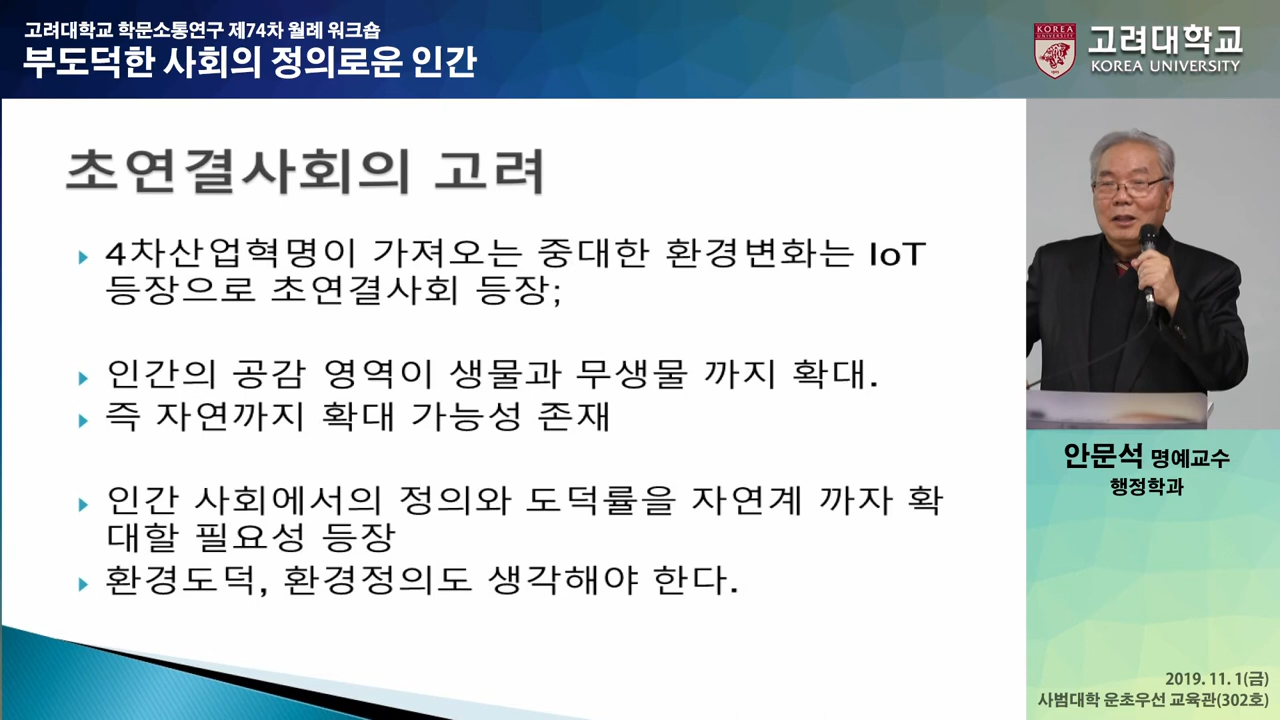 고려대학교 학문소통연구 제74차 월례 워크숍
부도덕한 사회의 정의로운 인간
KOREA
UNIVERSITY
1905
고려대학교
KOREA UNIVERSITY
초연결사회의 고려
4차산업혁명이 가져오는 중대한 환경변화는 IoT
등장으로 초연결사회 등장;
인간의 공감 영역이 생물과 무생물 까지 확대.
즉 자연까지 확대 가능성 존재
인간 사회에서의 정의와 도덕률을 자연계 까자 확
대할 필요성 등장
환경도덕, 환경정의도 생각해야 한다.
안문석 명예교수
행정학과
2019. 11. 1(금)
사범대학 운초우선 교육관(302호)